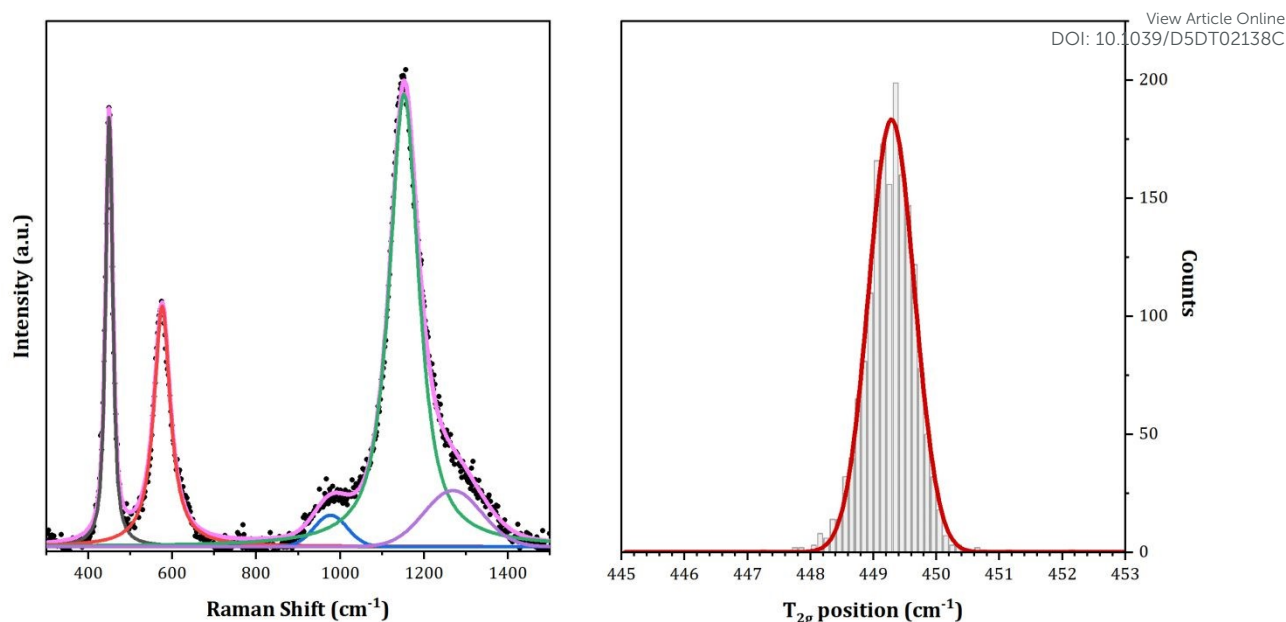 View Article Online
DOI: 10.1039/D5DT02138C
Intensity (a.u.)
400 600 800 1000 1200 1400
Raman Shift (cm⁻¹)
200
150
100
50
0
Counts
445 446 447 448 449 450 451 452 453
T₂g position (cm⁻¹)